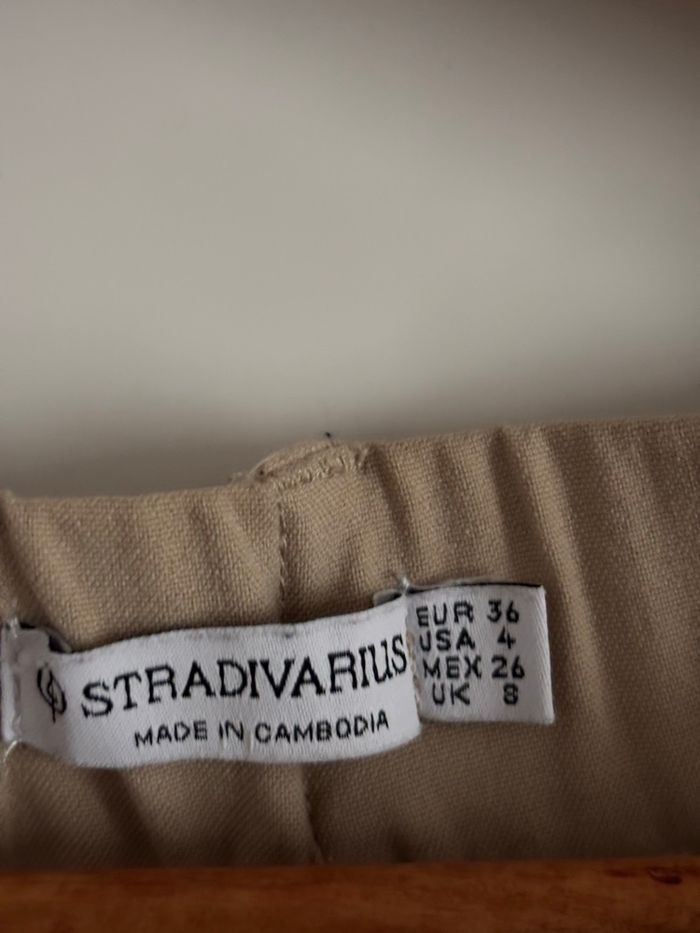 STRADIVARIUS
MADE IN CAMBODIA
EUR 36
USA 4
MEX 26
UK 8